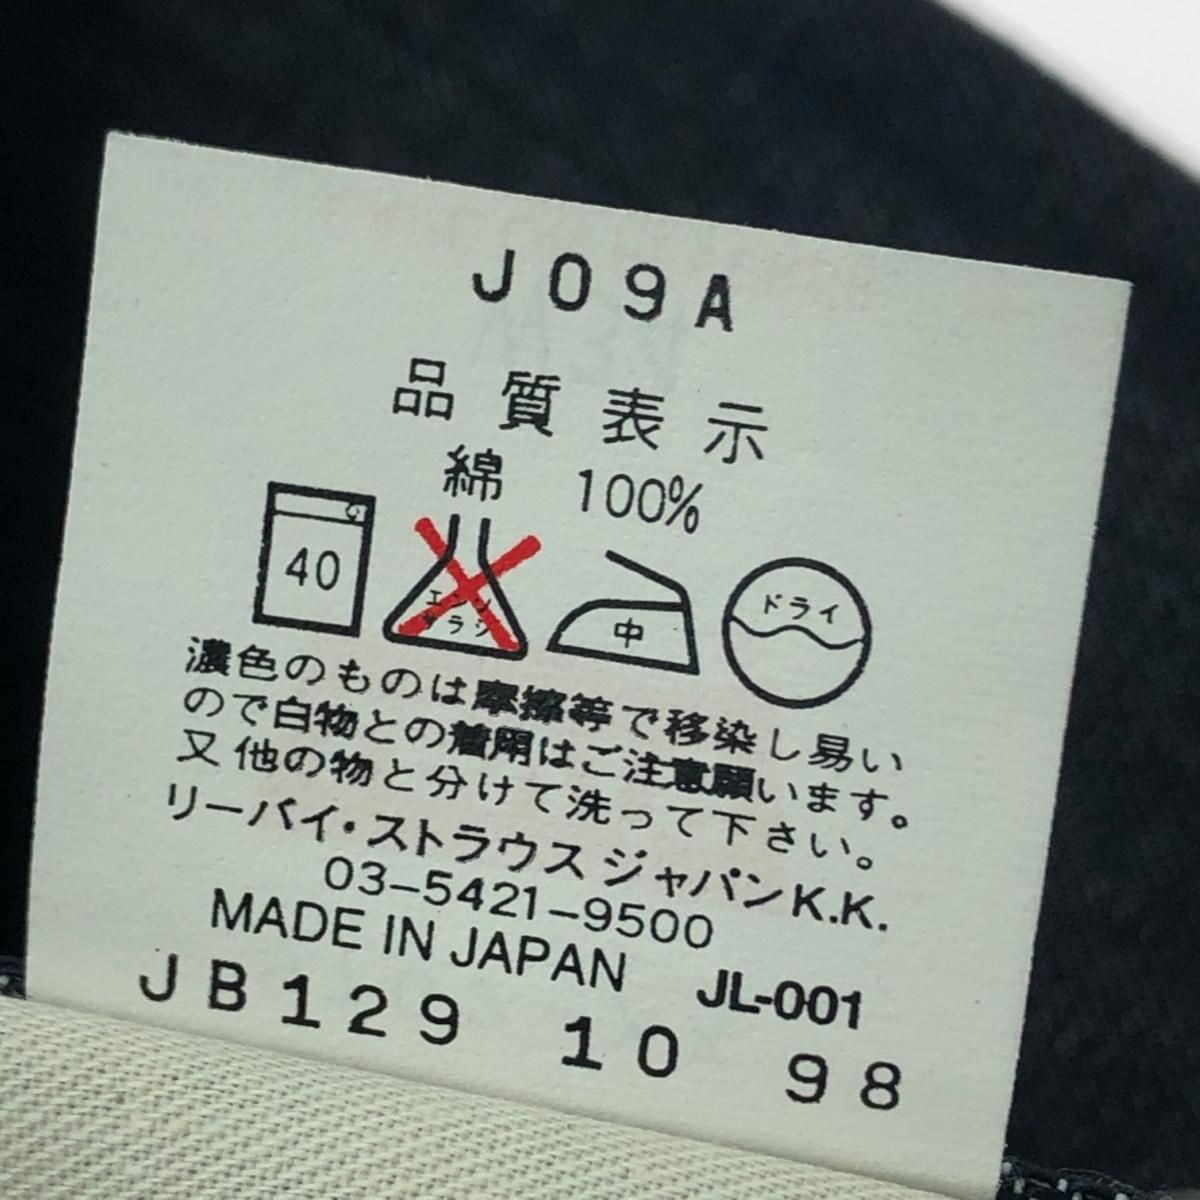 J09A
品質表示
綿 100%
40 エンソサラシ 中 ドライ
濃色のものは摩擦等で移染し易い
ので白物との着用はご注意願います。
又他の物と分けて洗って下さい。
リーバイ・ストラウス ジャパンK.K.
03-5421-9500
MADE IN JAPAN JL-001
JB129 10 98